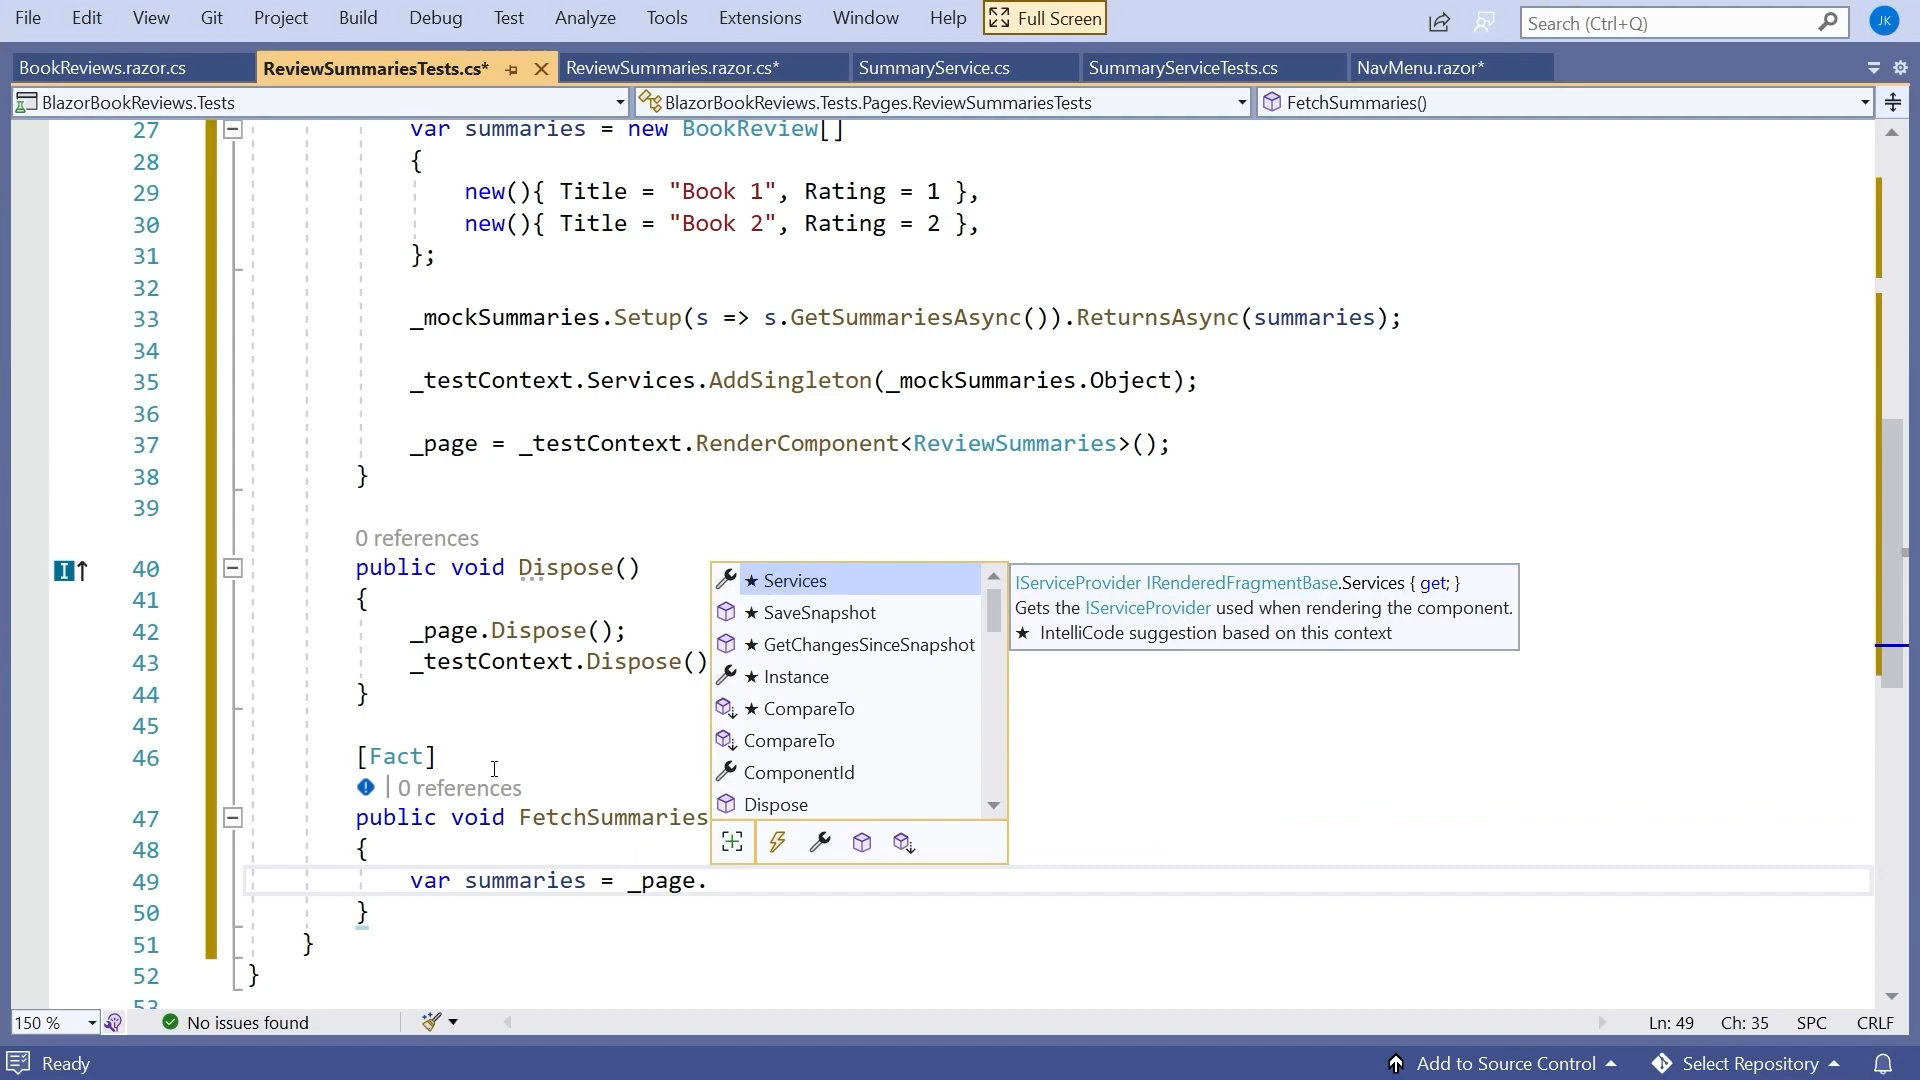 File Edit View Git Project Build Debug Test Analyze Tools Extensions Window Help Full Screen Search (Ctrl+Q) JK
BookReviews.razor.cs ReviewSummariesTests.cs* ReviewSummaries.razor.cs* SummaryService.cs SummaryServiceTests.cs NavMenu.razor*
BlazorBookReviews.Tests BlazorBookReviews.Tests.Pages.ReviewSummariesTests FetchSummaries()
27 var summaries = new BookReview[]
28 {
29 new(){ Title = "Book 1", Rating = 1 },
30 new(){ Title = "Book 2", Rating = 2 },
31 };
32
33 _mockSummaries.Setup(s => s.GetSummariesAsync()).ReturnsAsync(summaries);
34
35 _testContext.Services.AddSingleton(_mockSummaries.Object);
36
37 _page = _testContext.RenderComponent<ReviewSummaries>();
38 }
39
0 references
40 public void Dispose()
41 {
42 _page.Dispose();
43 _testContext.Dispose()
44 }
45
46 [Fact]
0 references
47 public void FetchSummaries
48 {
49 var summaries = _page.
50 }
51 }
52 }
53
★ Services
★ SaveSnapshot
★ GetChangesSinceSnapshot
★ Instance
★ CompareTo
CompareTo
ComponentId
Dispose
IServiceProvider IRenderedFragmentBase.Services { get; }
Gets the IServiceProvider used when rendering the component.
★ IntelliCode suggestion based on this context
150 % No issues found Ln: 49 Ch: 35 SPC CRLF
Ready Add to Source Control Select Repository